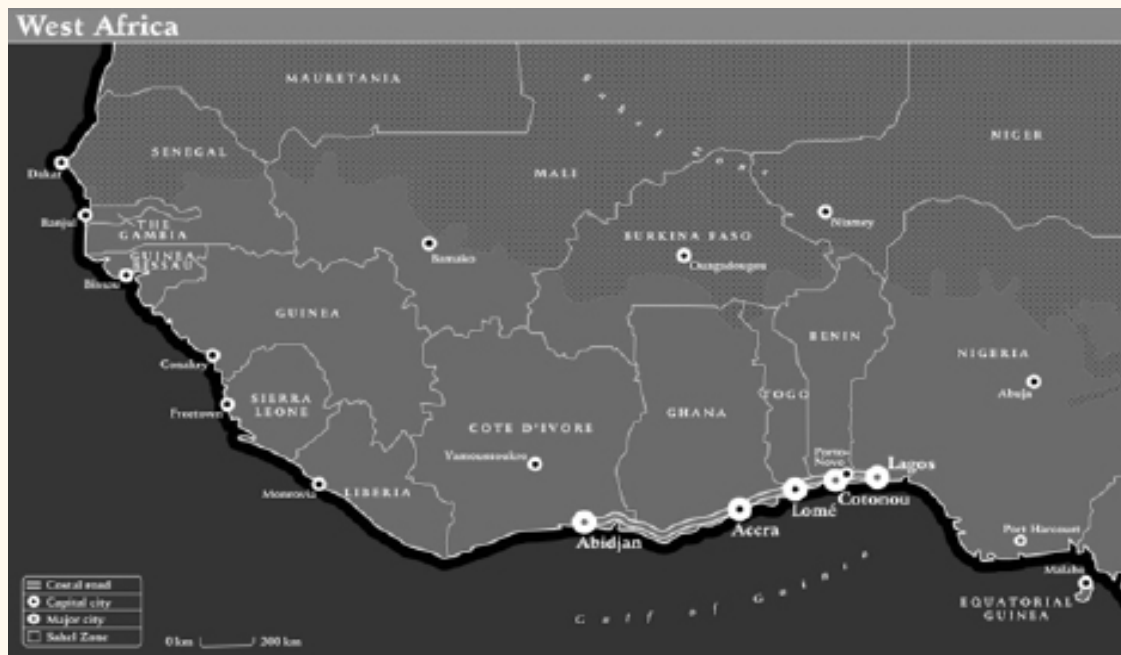 West Africa
MAURETANIA
Sahel Zone
NIGER
SENEGAL
MALI
Dakar
Banjul
THE
GAMBIA
Niamey
BURKINA FASO
Bamako
Ouagadougou
GUINEA
BISSAU
Bissau
GUINEA
BENIN
NIGERIA
Conakry
Abuja
SIERRA
LEONE
TOGO
Freetown
GHANA
COTE D'IVORE
Yamoussoukro
Porto-
Novo
Lagos
Monrovia
LIBERIA
Cotonou
Lomé
Accra
Abidjan
Port Harcourt
Gulf of Guinea
Malabo
EQUATORIAL
GUINEA
Costal road
Capital city
Major city
Sahel Zone
0 km 200 km